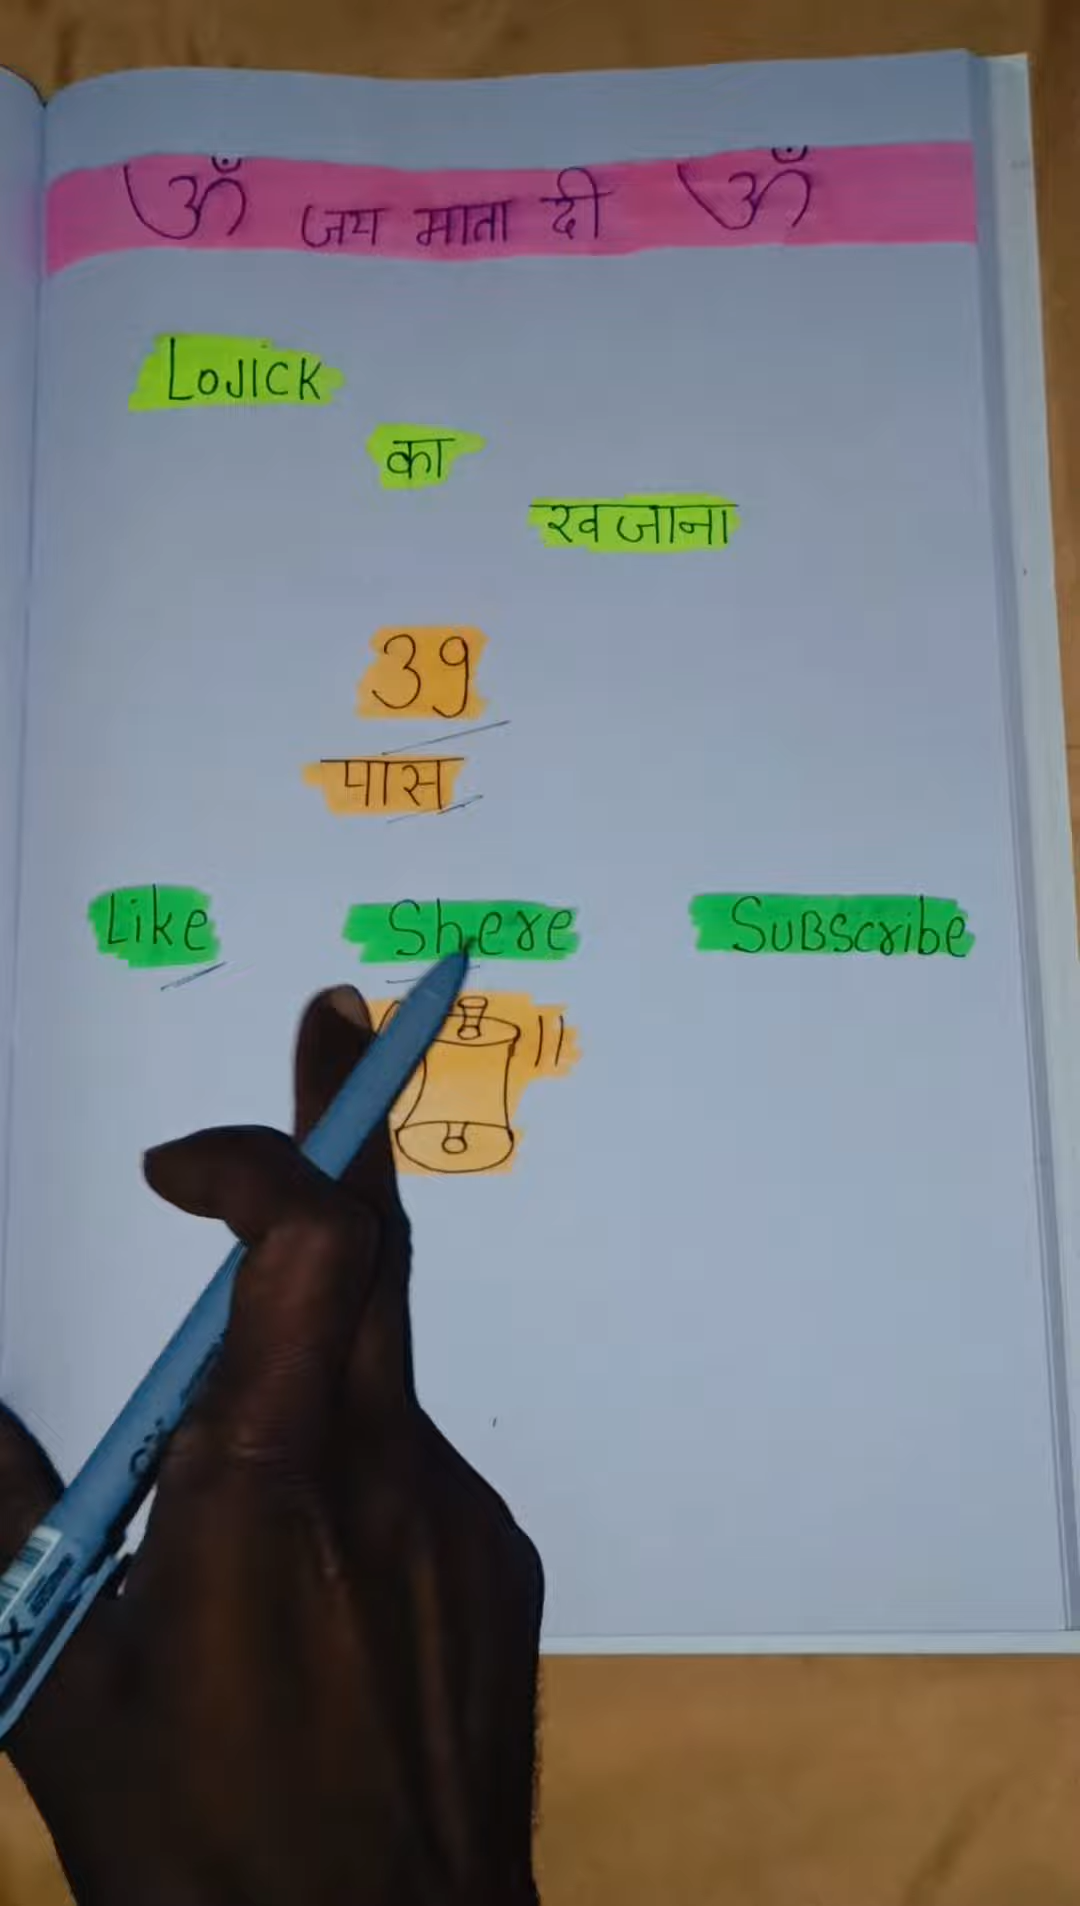 ॐ जय माता दी ॐ
LOJICK
का
खजाना
39
पास
Like Shere SUBScribe